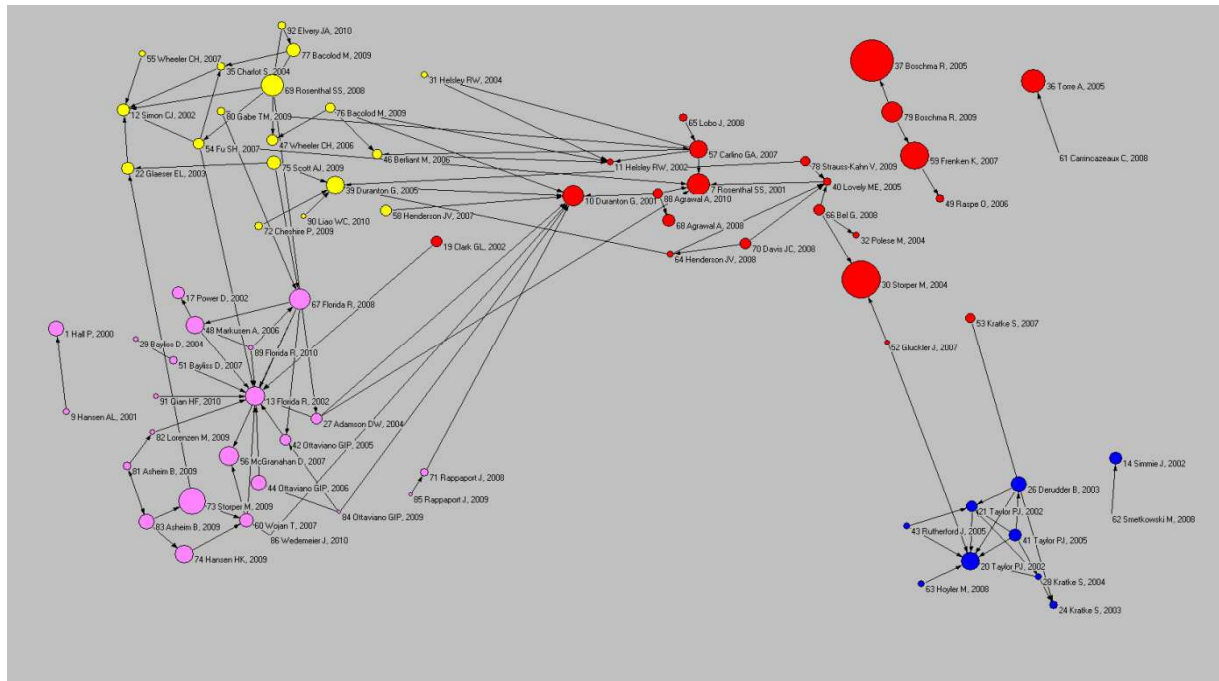 92 Elvery JA, 2010
55 Wheeler CH, 2007
77 Bacolod M, 2009
35 Charlot S, 2004
37 Boschma R, 2005
31 Helsley RW, 2004
36 Torre A, 2005
69 Rosenthal SS, 2008
12 Simon CJ, 2002
80 Gabe TM, 2009
76 Bacolod M, 2009
79 Boschma R, 2009
65 Lobo J, 2008
54 Fu SH, 2007
47 Wheeler CH, 2006
46 Berliant M, 2006
57 Carlino GA, 2007
59 Frenken K, 2007
61 Carrincazeaux C, 2008
11 Helsley RW, 2002
78 Strauss-Kahn V, 2009
22 Glaeser EL, 2003
75 Scott AJ, 2009
39 Duranton G, 2005
7 Rosenthal SS, 2001
40 Lovely ME, 2005
10 Duranton G, 2001
88 Agrawal A, 2010
49 Raspe O, 2006
58 Henderson JV, 2007
90 Liao WC, 2010
66 Bel G, 2008
72 Cheshire P, 2009
68 Agrawal A, 2008
32 Polese M, 2004
19 Clark GL, 2002
70 Davis JC, 2008
64 Henderson JV, 2008
30 Storper M, 2004
17 Power D, 2002
67 Florida R, 2008
53 Kratke S, 2007
1 Hall P, 2000
48 Markusen A, 2006
29 Bayliss D, 2004
89 Florida R, 2010
52 Gluckler J, 2007
51 Bayliss D, 2007
91 Qian HF, 2010
13 Florida R, 2002
9 Hansen AL, 2001
27 Adamson DW, 2004
82 Lorenzen M, 2009
42 Ottaviano GIP, 2005
56 McGranahan D, 2007
14 Simmie J, 2002
81 Asheim B, 2009
71 Rappaport J, 2008
44 Ottaviano GIP, 2006
26 Derudder B, 2003
85 Rappaport J, 2009
73 Storper M, 2009
21 Taylor PJ, 2002
84 Ottaviano GIP, 2009
83 Asheim B, 2009
60 Wojan T, 2007
43 Rutherford J, 2005
62 Smetkowski M, 2008
86 Wedemeier J, 2010
41 Taylor PJ, 2005
74 Hansen HK, 2009
20 Taylor PJ, 2002
28 Kratke S, 2004
63 Hoyler M, 2008
24 Kratke S, 2003